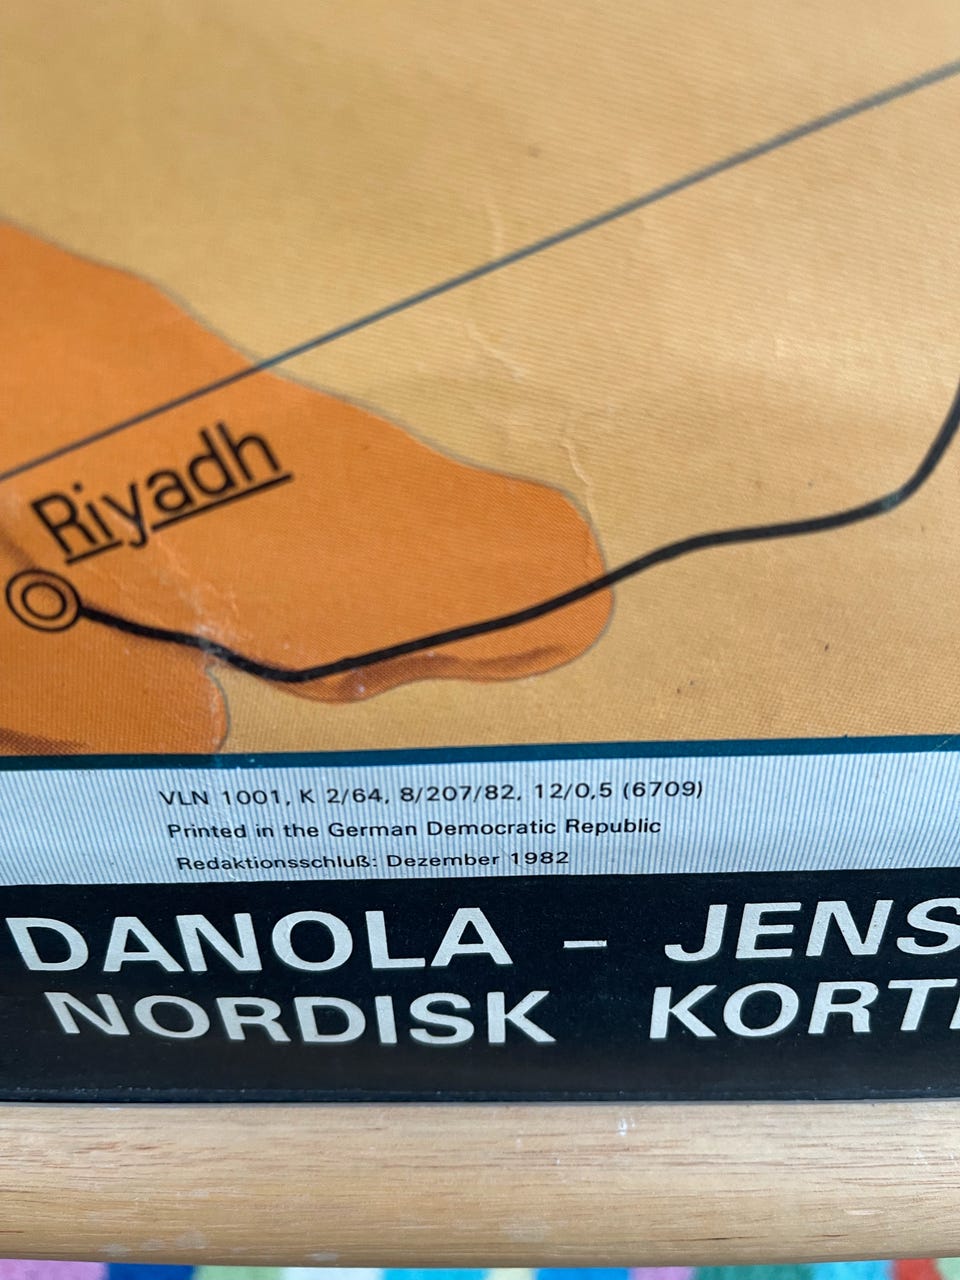 Riyadh
VLN 1001, K 2/64, 8/207/82, 12/0,5 (6709)
Printed in the German Democratic Republic
Redaktionsschluß: Dezember 1982
DANOLA – JENS
NORDISK KORT